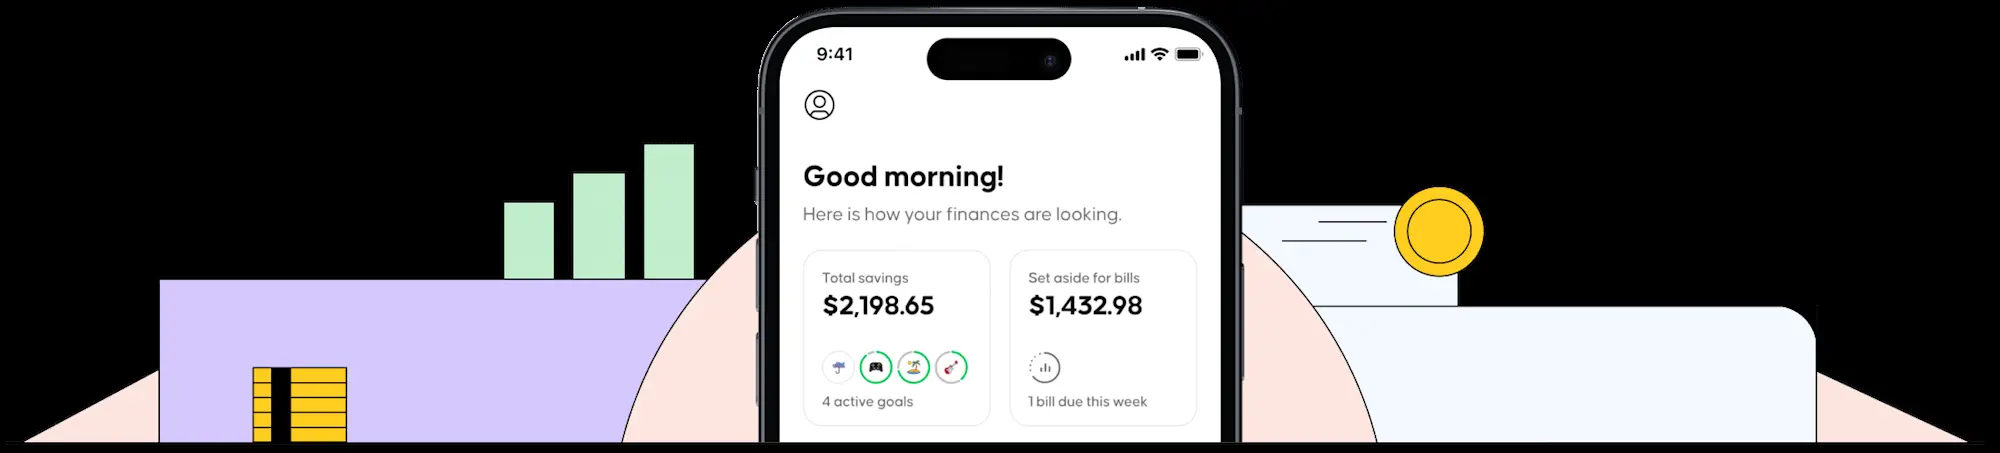 9:41
Good morning!
Here is how your finances are looking.
Total savings
$2,198.65
4 active goals
Set aside for bills
$1,432.98
1 bill due this week